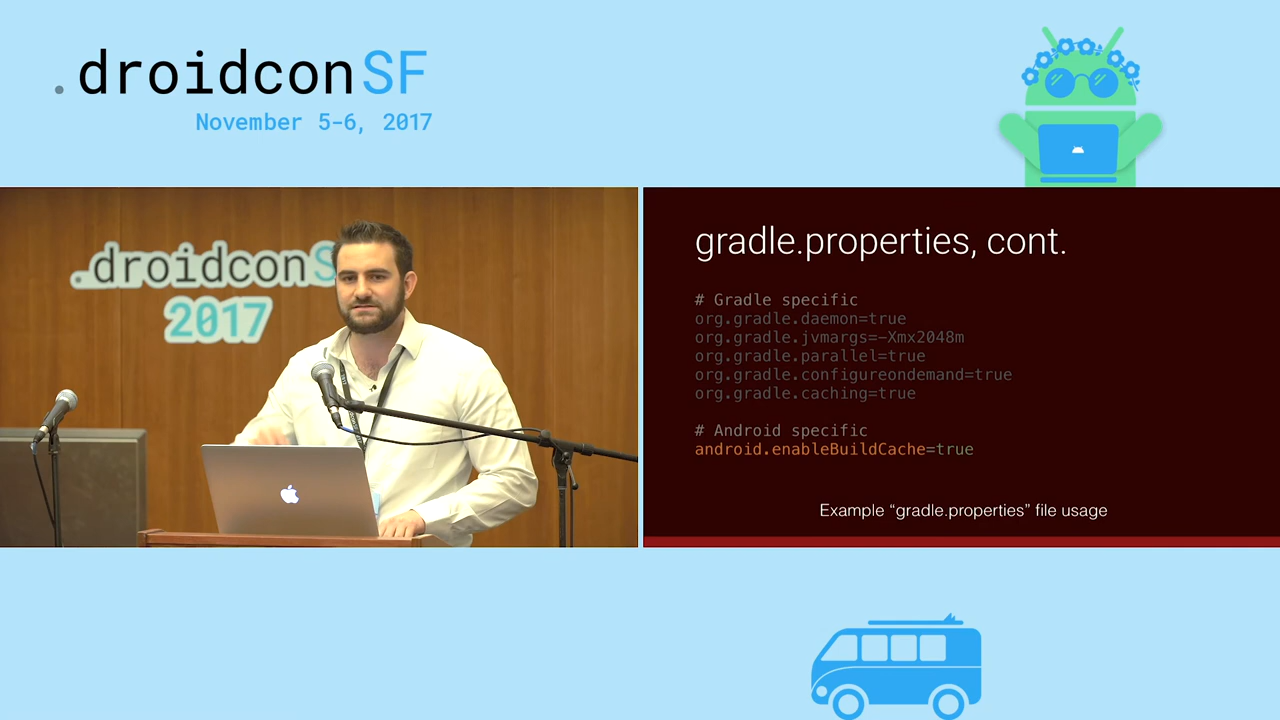 .droidconSF
November 5-6, 2017
.droidconS
2017
gradle.properties, cont.
# Gradle specific
org.gradle.daemon=true
org.gradle.jvmargs=-Xmx2048m
org.gradle.parallel=true
org.gradle.configureondemand=true
org.gradle.caching=true
# Android specific
android.enableBuildCache=true
Example “gradle.properties” file usage